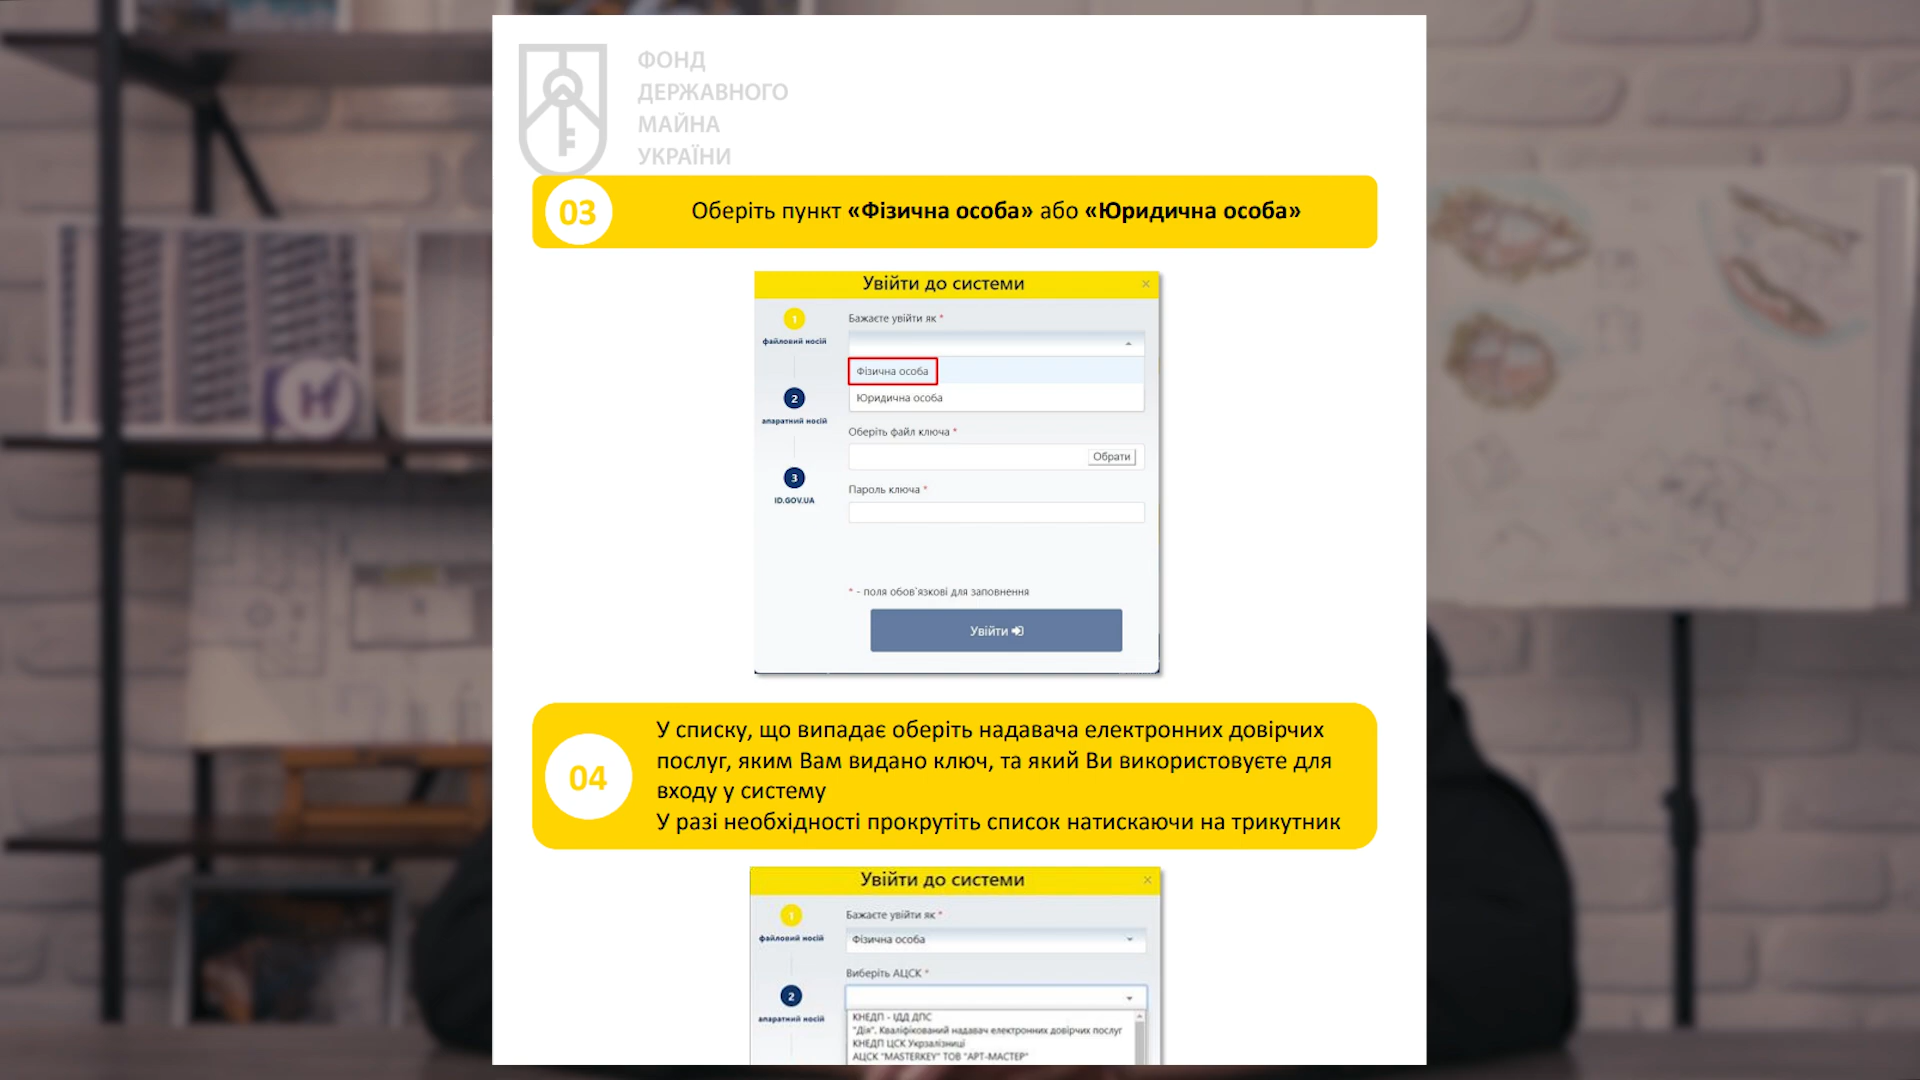 ФОНД
ДЕРЖАВНОГО
МАЙНА
УКРАЇНИ
03
Оберіть пункт «Фізична особа» або «Юридична особа»
Увійти до системи ×
1
файловий носій
Бажаєте увійти як *
Фізична особа
Юридична особа
2
апаратний носій
Оберіть файл ключа *
Обрати
3
ID.GOV.UA
Пароль ключа *
* - поля обов`язкові для заповнення
Увійти
04
У списку, що випадає оберіть надавача електронних довірчих
послуг, яким Вам видано ключ, та який Ви використовуєте для
входу у систему
У разі необхідності прокрутіть список натискаючи на трикутник
Увійти до системи ×
1
файловий носій
Бажаєте увійти як *
Фізична особа
Виберіть АЦСК *
2
апаратний носій
КНЕДП - ІДД ДПС
"Дія". Кваліфікований надавач електронних довірчих послуг
КНЕДП ЦСК Укрзалізниці
АЦСК "MASTERKEY" ТОВ "АРТ-МАСТЕР"